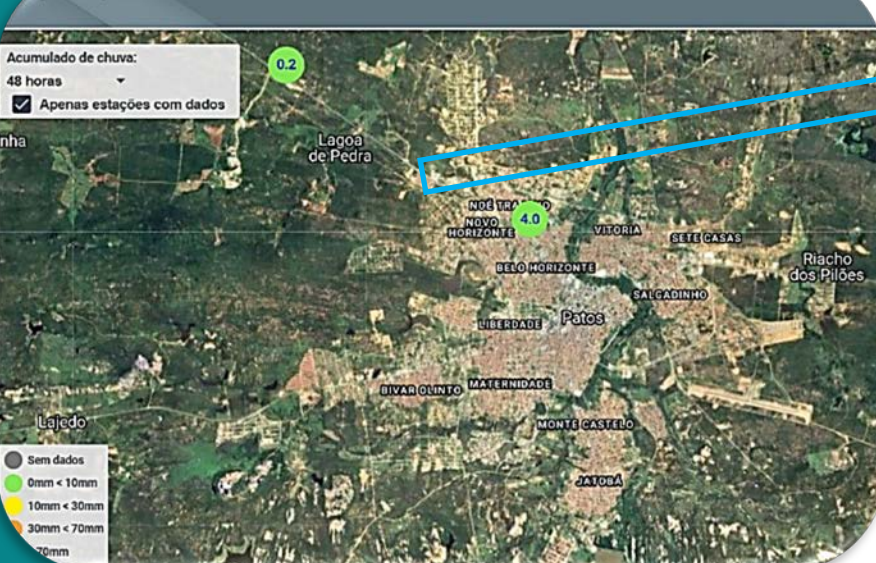 Acumulado de chuva:
48 horas
Apenas estações com dados
0.2
nha
Lagoa
de Pedra
4.0
NOVO
HORIZONTE
VITORIA
SETE CASAS
BELO HORIZONTE
Riacho
dos Pilões
SALGADINHO
LIBERDADE
Patos
BIVAR OLINTO
MATERNIDADE
Lajedo
MONTE CASTELO
JATOBÁ
Sem dados
0mm < 10mm
10mm < 30mm
30mm < 70mm
70mm